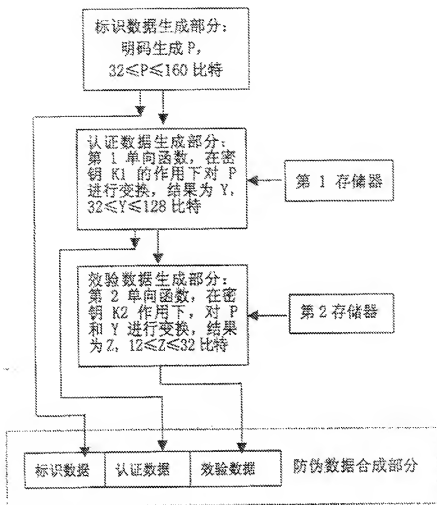 标识数据生成部分:
明码生成 P,
32≤P≤160 比特
认证数据生成部分:
第 1 单向函数, 在密
钥 K1 的作用下对 P
进行变换, 结果为 Y,
32≤Y≤128 比特
第 1 存储器
效验数据生成部分:
第 2 单向函数, 在密
钥 K2 作用下, 对 P
和 Y 进行变换, 结果
为 Z, 12≤Z≤32 比特
第 2 存储器
标识数据
认证数据
效验数据
防伪数据合成部分